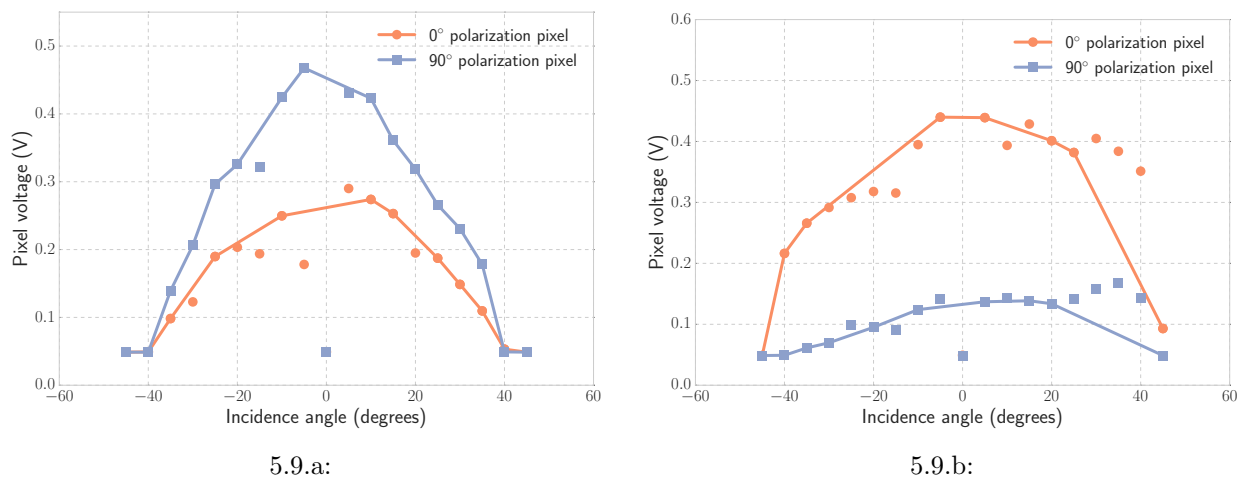 0° polarization pixel
90° polarization pixel
0.5
0.4
0.3
0.2
0.1
0.0
Pixel voltage (V)
−60 −40 −20 0 20 40 60
Incidence angle (degrees)
5.9.a:
0° polarization pixel
90° polarization pixel
0.6
0.5
0.4
0.3
0.2
0.1
0.0
Pixel voltage (V)
−60 −40 −20 0 20 40 60
Incidence angle (degrees)
5.9.b: